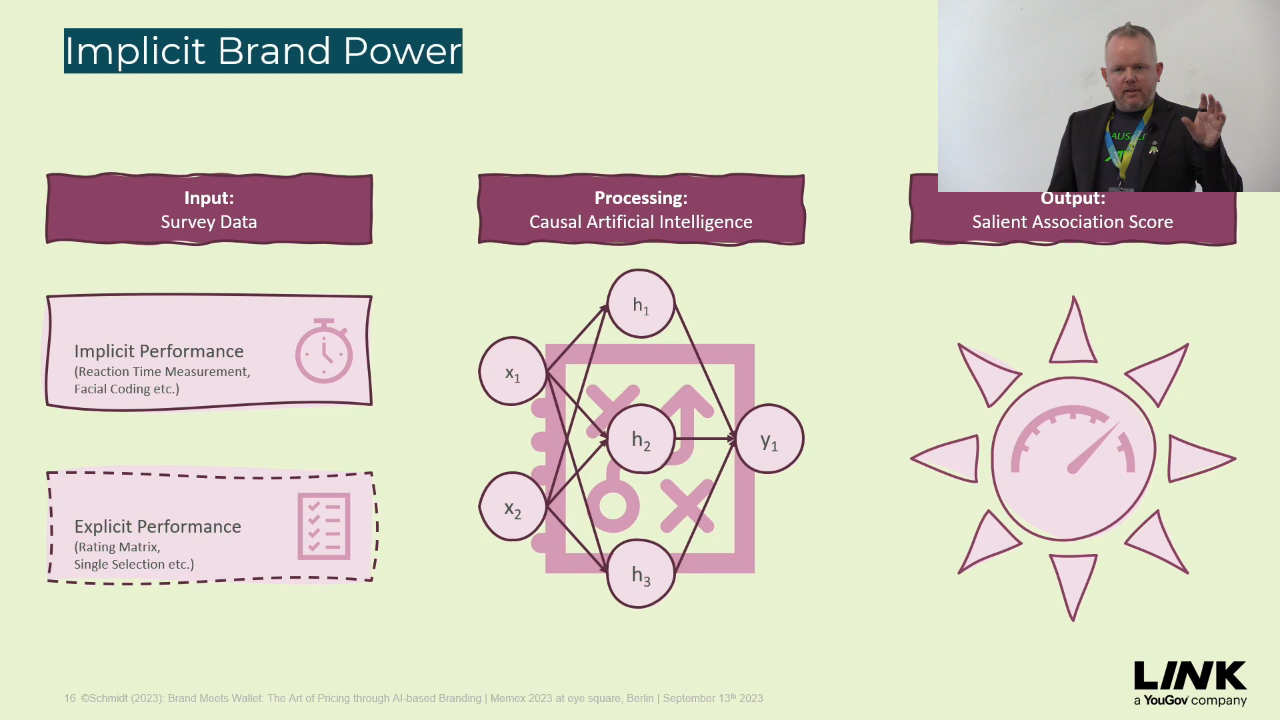 Implicit Brand Power
Input:
Survey Data
Processing:
Causal Artificial Intelligence
Output:
Salient Association Score
Implicit Performance
(Reaction Time Measurement,
Facial Coding etc.)
Explicit Performance
(Rating Matrix,
Single Selection etc.)
x1
x2
h1
h2
h3
y1
16 ©Schmidt (2023): Brand Meets Wallet. The Art of Pricing through AI-based Branding | Memex 2023 at eye square, Berlin | September 13th 2023
LINK
a YouGov company